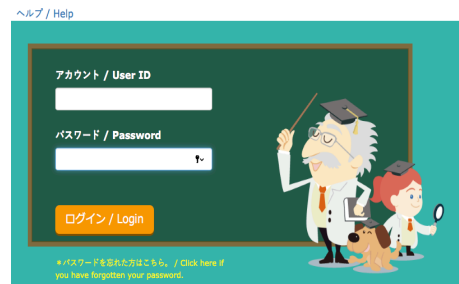 ヘルプ / Help
アカウント / User ID
パスワード / Password
ログイン / Login
*パスワードを忘れた方はこちら。 / Click here if
you have forgotten your password.